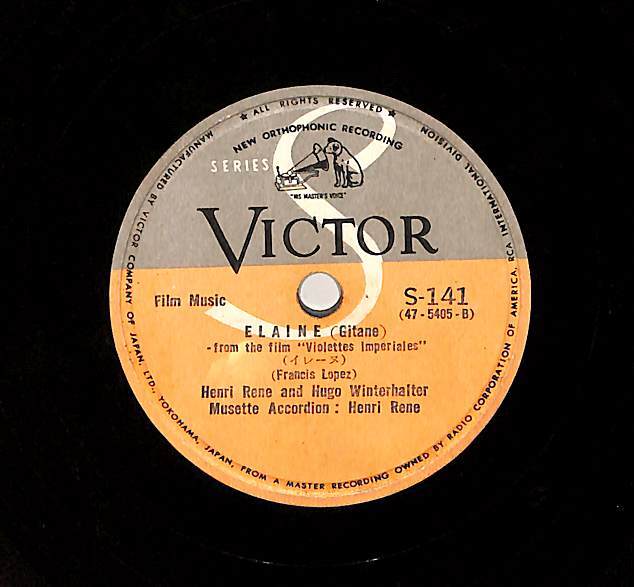 ★ ALL RIGHTS RESERVED ★
NEW ORTHOPHONIC RECORDING
SERIES S
"HIS MASTER'S VOICE"
VICTOR
Film Music
S-141
(47-5405-B)
ELAINE (Gitane)
-from the film "Violettes Imperiales"
(イレーヌ)
(Francis Lopez)
Henri Rene and Hugo Winterhalter
Musette Accordion: Henri Rene
MANUFACTURED BY VICTOR COMPANY OF JAPAN, LTD., YOKOHAMA, JAPAN, FROM A MASTER RECORDING OWNED BY RADIO CORPORATION OF AMERICA, RCA INTERNATIONAL DIVISION